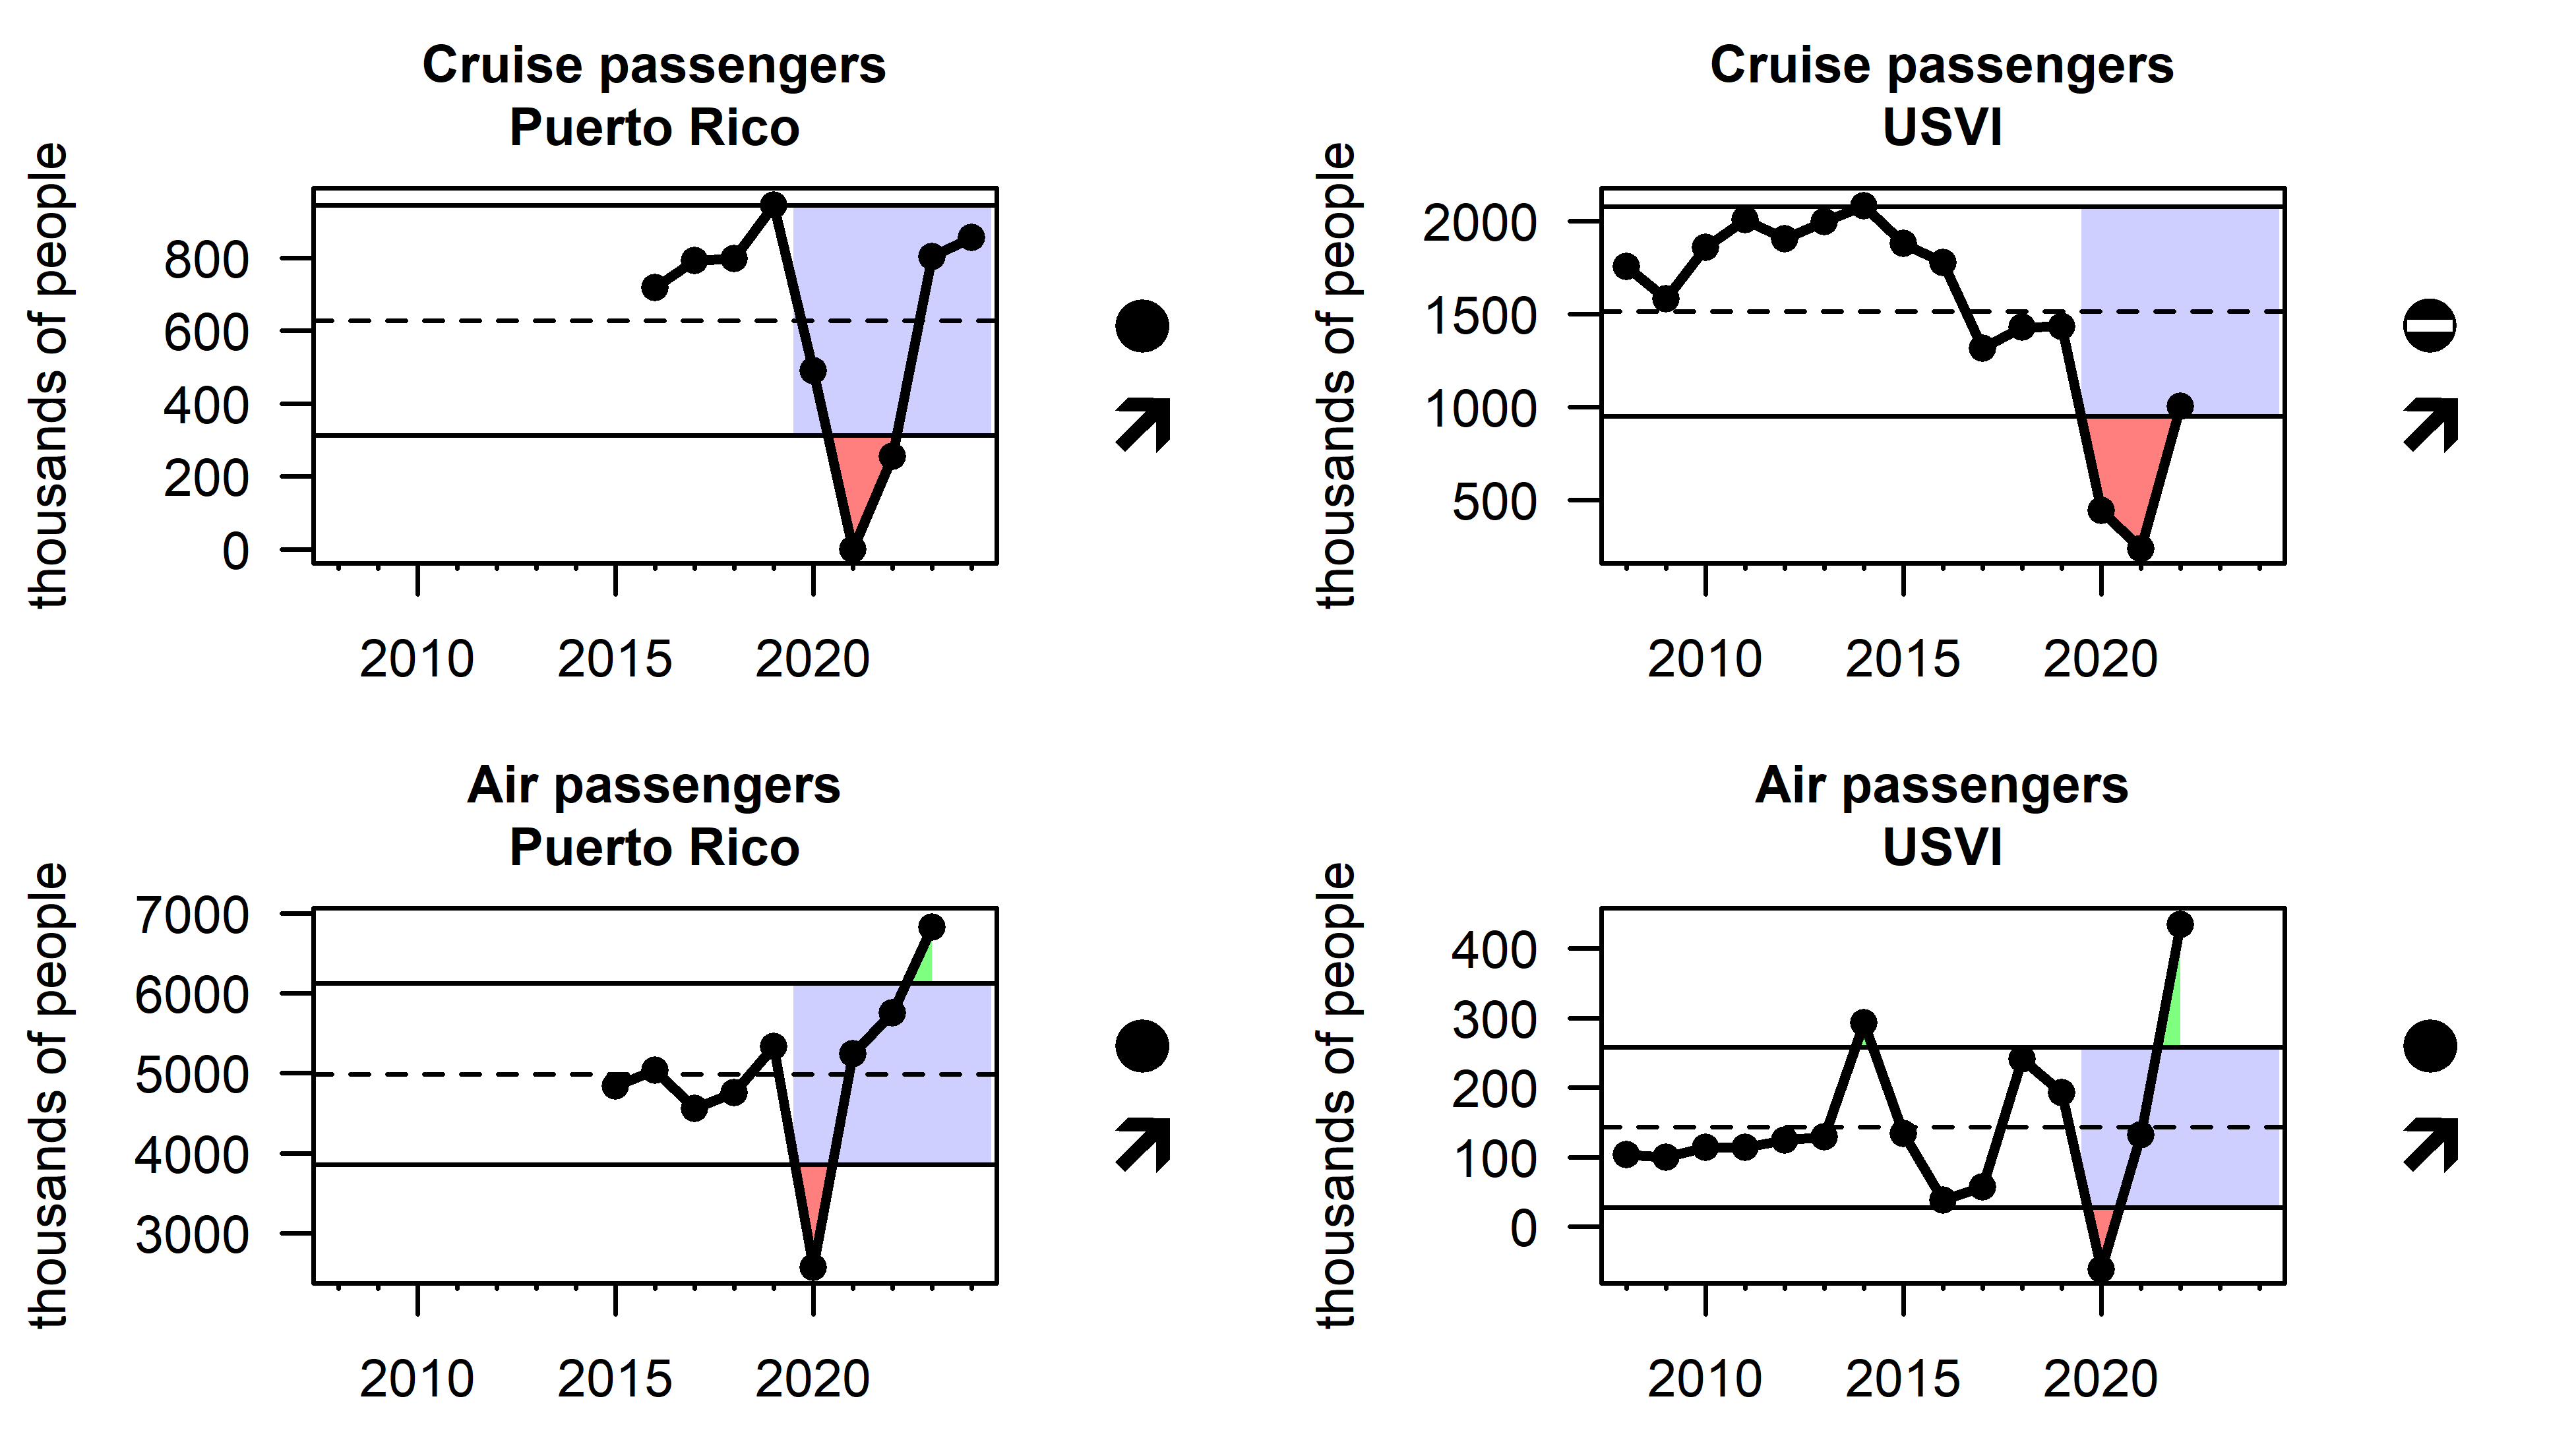 Cruise passengers
Puerto Rico
thousands of people
800
600
400
200
0
2010 2015 2020
Cruise passengers
USVI
thousands of people
2000
1500
1000
500
2010 2015 2020
Air passengers
Puerto Rico
thousands of people
7000
6000
5000
4000
3000
2010 2015 2020
Air passengers
USVI
thousands of people
400
300
200
100
0
2010 2015 2020